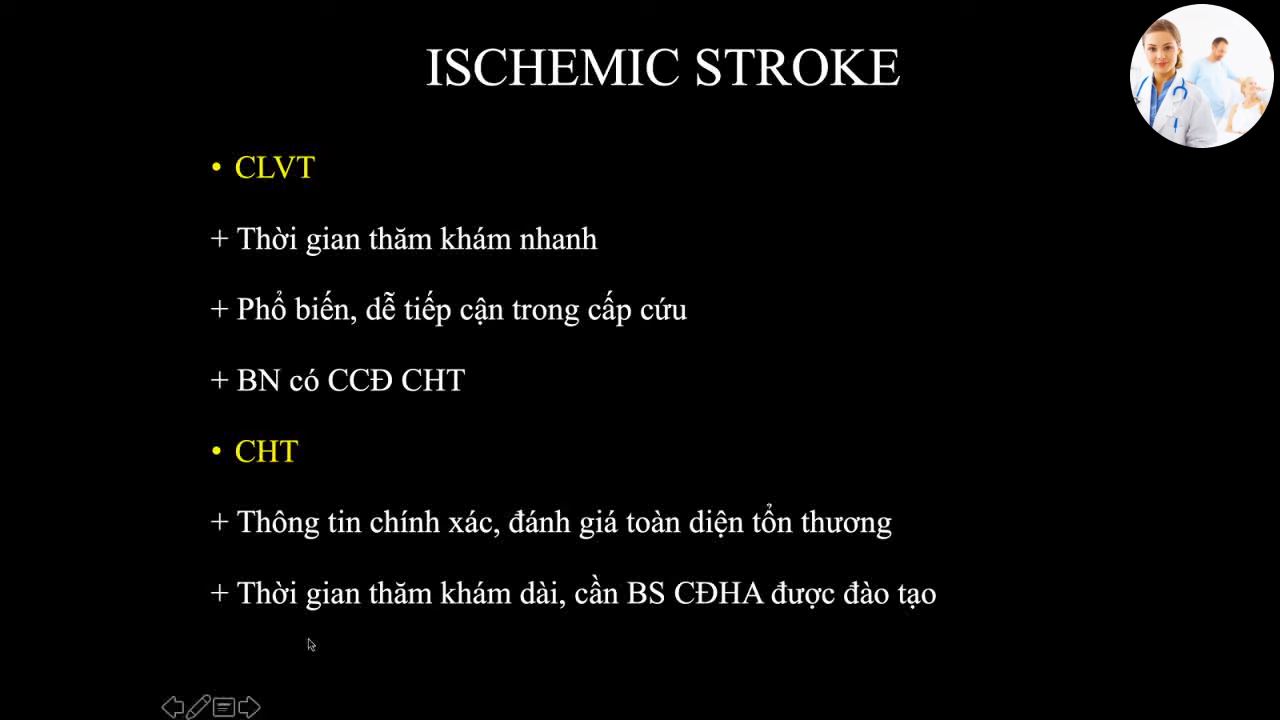 ISCHEMIC STROKE
• CLVT
+ Thời gian thăm khám nhanh
+ Phổ biến, dễ tiếp cận trong cấp cứu
+ BN có CCĐ CHT
• CHT
+ Thông tin chính xác, đánh giá toàn diện tổn thương
+ Thời gian thăm khám dài, cần BS CĐHA được đào tạo